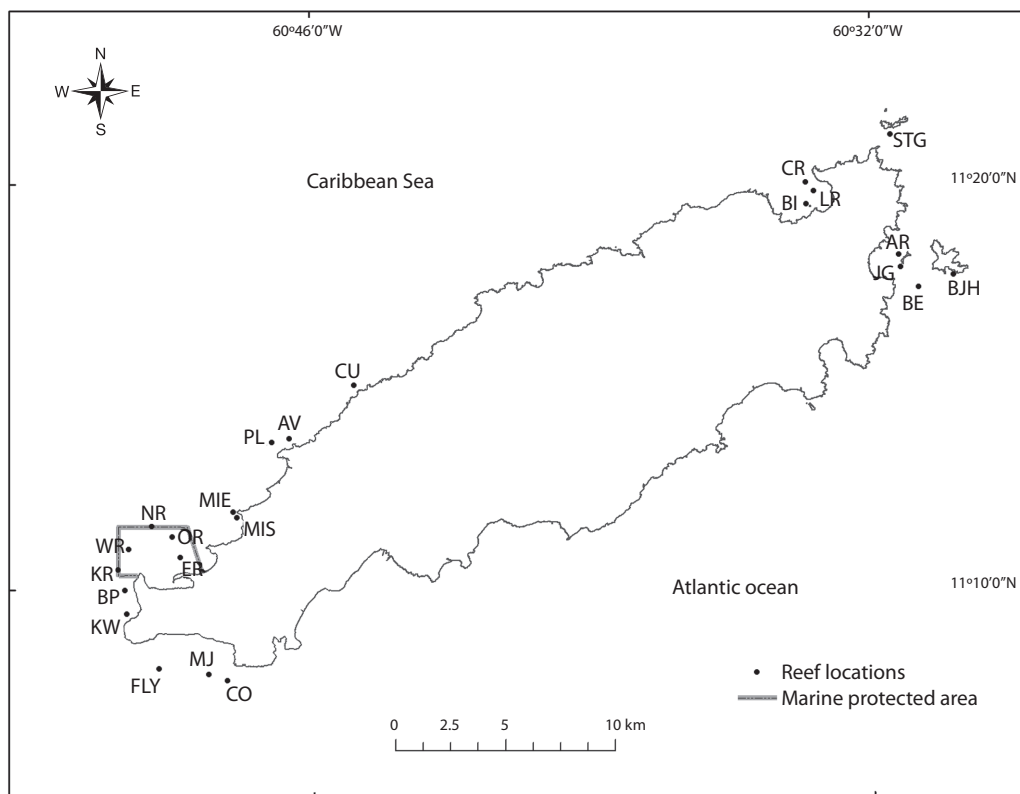 60º46'0"W
60º32'0"W
N
W E
S
STG
Caribbean Sea
CR
11º20'0"N
LR
BI
AR
JG
BJH
BE
CU
AV
PL
MIE
MIS
NR
OR
WR
ER
KR
BP
Atlantic ocean
11º10'0"N
KW
MJ
FLY
CO
Reef locations
Marine protected area
0 2.5 5 10 km